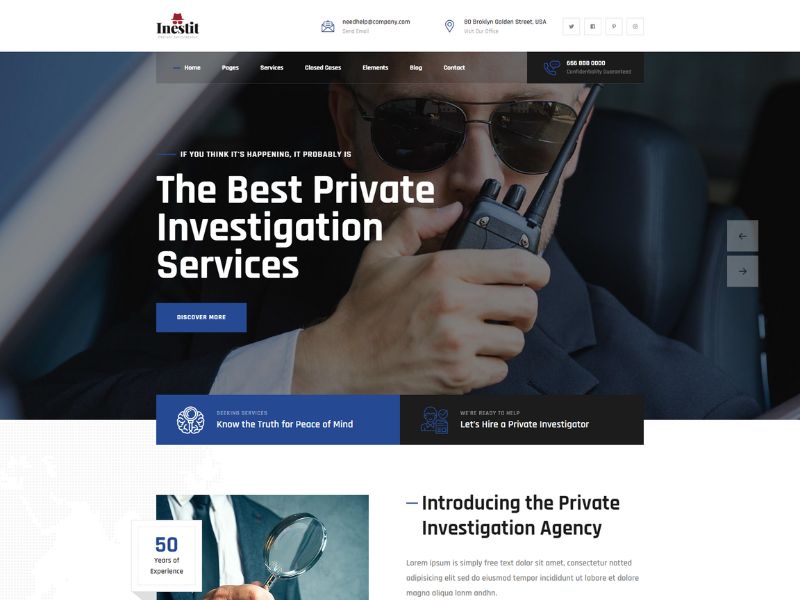 Inestit
needhelp@company.com
Send Email
80 Broklyn Golden Street, USA
Visit Our Office
Home
Pages
Services
Closed Cases
Elements
Blog
Contact
666 888 0000
Confidentiality Guaranteed
IF YOU THINK IT'S HAPPENING, IT PROBABLY IS
The Best Private
Investigation
Services
DISCOVER MORE
SEEKING SERVICES
Know the Truth for Peace of Mind
WE'RE READY TO HELP
Let's Hire a Private Investigator
50
Years of
Experience
Introducing the Private
Investigation Agency
Lorem ipsum is simply free text dolor sit am, consectetur notted
adipisicing elit sed do eiusmod tempor incididunt ut labore et dolore
magna aliqua lonm andhn.